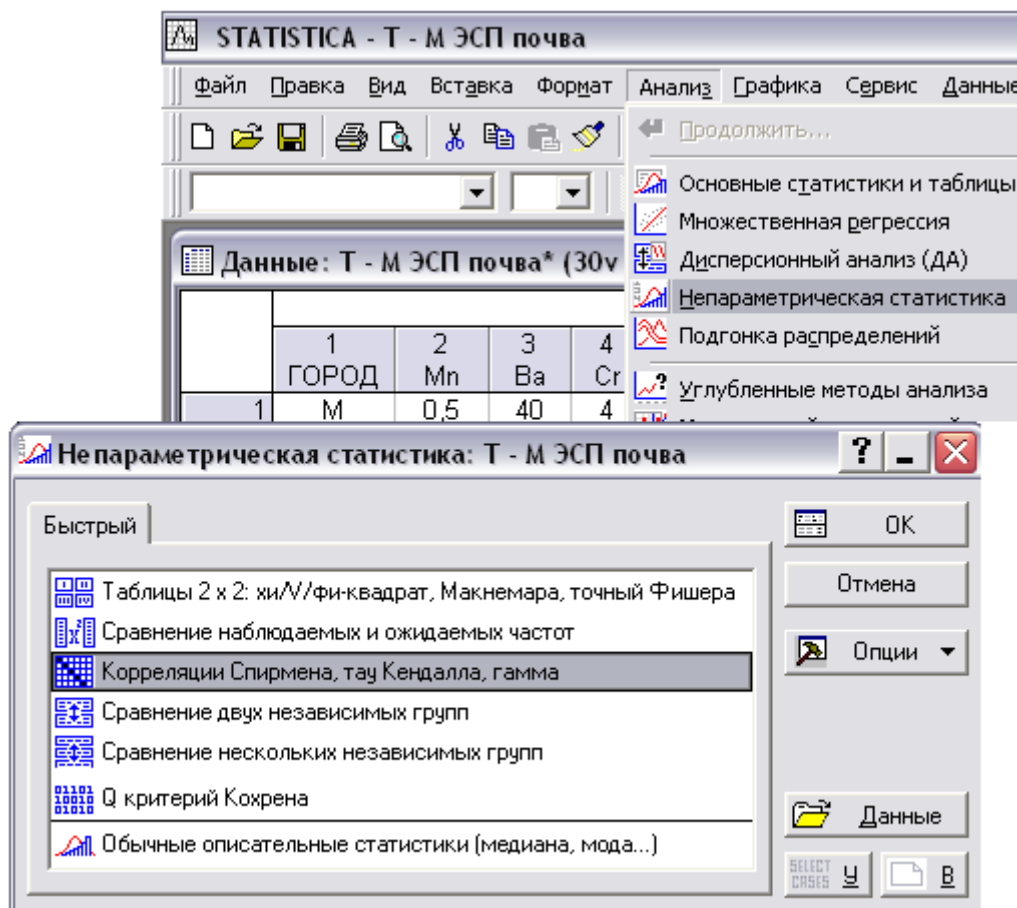 STATISTICA - Т - М ЭСП почва
Файл Правка Вид Вставка Формат Анализ Графика Сервис Данные
Продолжить...
Основные статистики и таблицы
Множественная регрессия
Дисперсионный анализ (ДА)
Непараметрическая статистика
Подгонка распределений
Углубленные методы анализа
Данные: Т - М ЭСП почва* (30v
1 2 3 4
ГОРОД Mn Ba Cr
1 М 0,5 40 4
Непараметрическая статистика: Т - М ЭСП почва
Быстрый
Таблицы 2 x 2: хи/V/фи-квадрат, Макнемара, точный Фишера
Сравнение наблюдаемых и ожидаемых частот
Корреляции Спирмена, тау Кендалла, гамма
Сравнение двух независимых групп
Сравнение нескольких независимых групп
Q критерий Кохрена
Обычные описательные статистики (медиана, мода...)
OK
Отмена
Опции
Данные
SELECT CASES У В